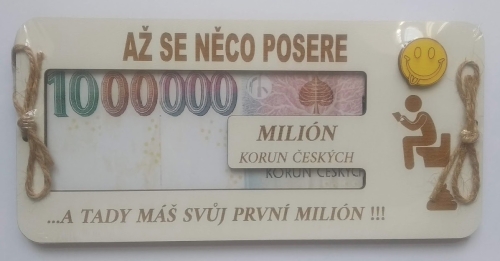 AŽ SE NĚCO POSERE
1000000
MILIÓN
KORUN ČESKÝCH
KORUN ČESKÝCH
...A TADY MÁŠ SVŮJ PRVNÍ MILIÓN !!!